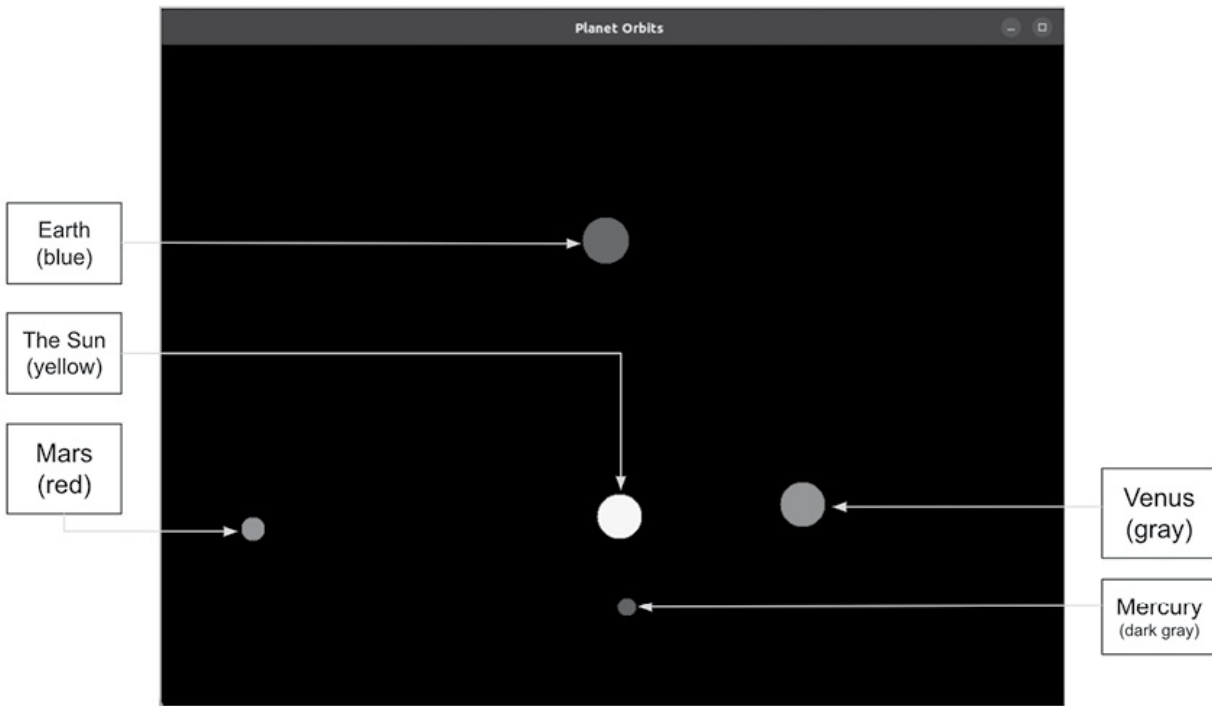 Planet Orbits
Earth
(blue)
The Sun
(yellow)
Mars
(red)
Venus
(gray)
Mercury
(dark gray)